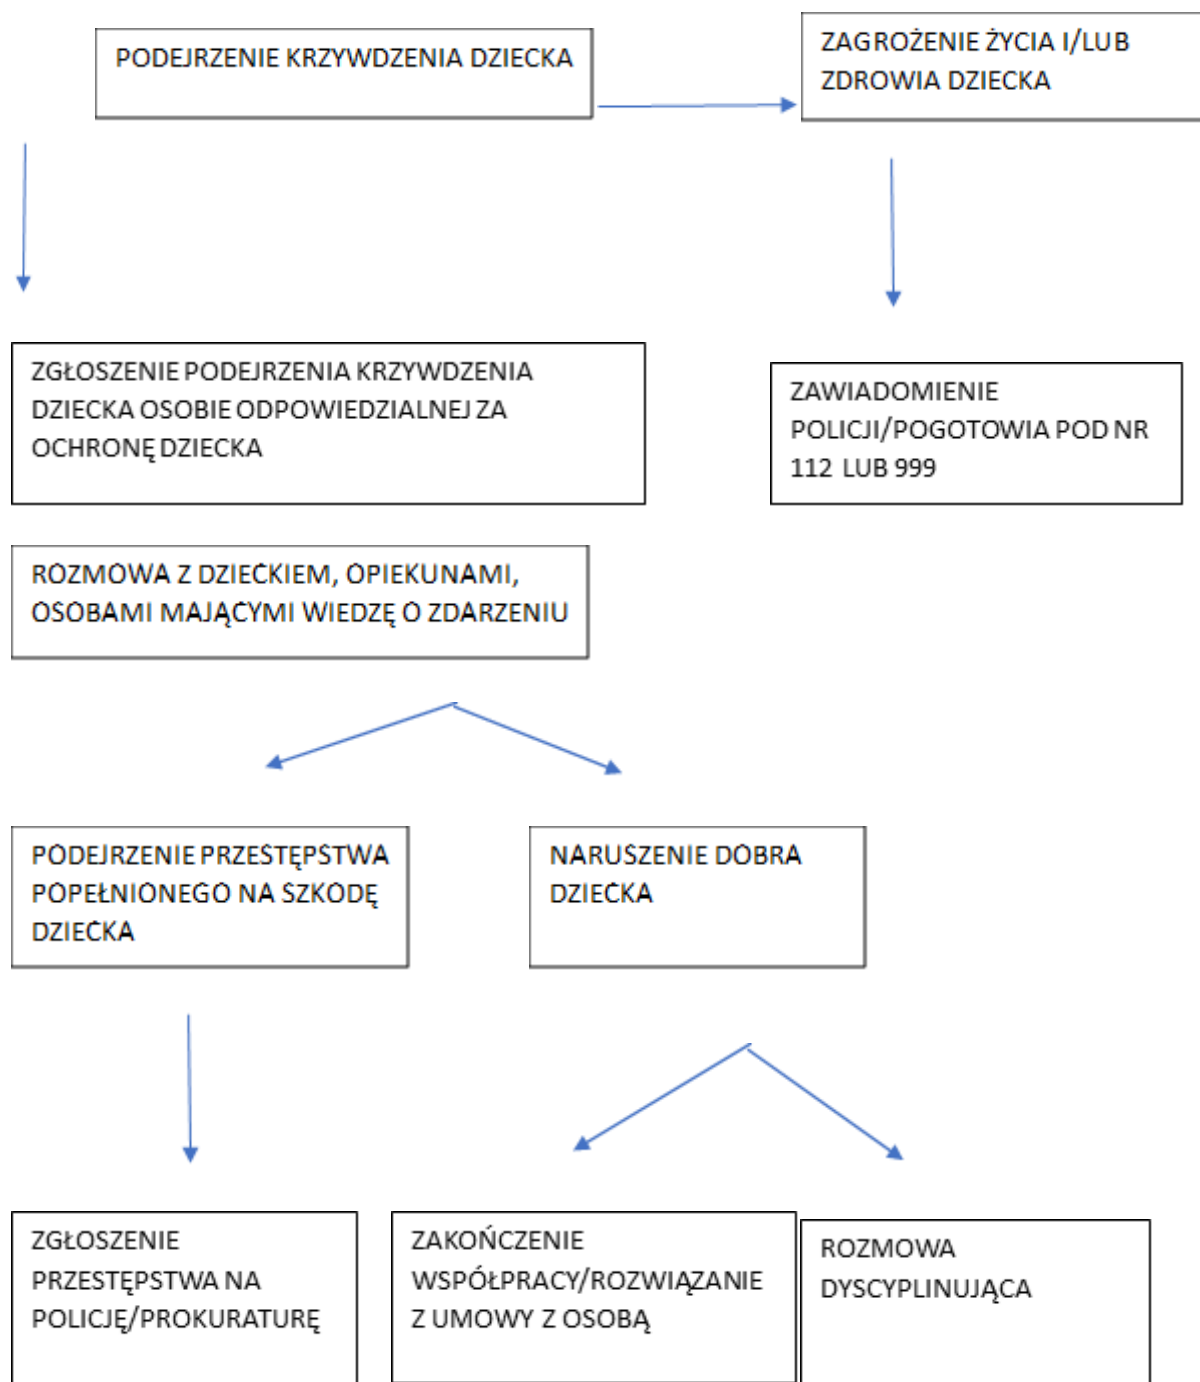 PODEJRZENIE KRZYWDZENIA DZIECKA
ZAGROŻENIE ŻYCIA I/LUB
ZDROWIA DZIECKA
ZGŁOSZENIE PODEJRZENIA KRZYWDZENIA
DZIECKA OSOBIE ODPOWIEDZIALNEJ ZA
OCHRONĘ DZIECKA
ZAWIADOMIENIE
POLICJI/POGOTOWIA POD NR
112 LUB 999
ROZMOWA Z DZIECKIEM, OPIEKUNAMI,
OSOBAMI MAJĄCYMI WIEDZĘ O ZDARZENIU
PODEJRZENIE PRZESTĘPSTWA
POPEŁNIONEGO NA SZKODĘ
DZIECKA
NARUSZENIE DOBRA
DZIECKA
ZGŁOSZENIE
PRZESTĘPSTWA NA
POLICJĘ/PROKURATURĘ
ZAKOŃCZENIE
WSPÓŁPRACY/ROZWIĄZANIE
Z UMOWY Z OSOBĄ
ROZMOWA
DYSCYPLINUJĄCA